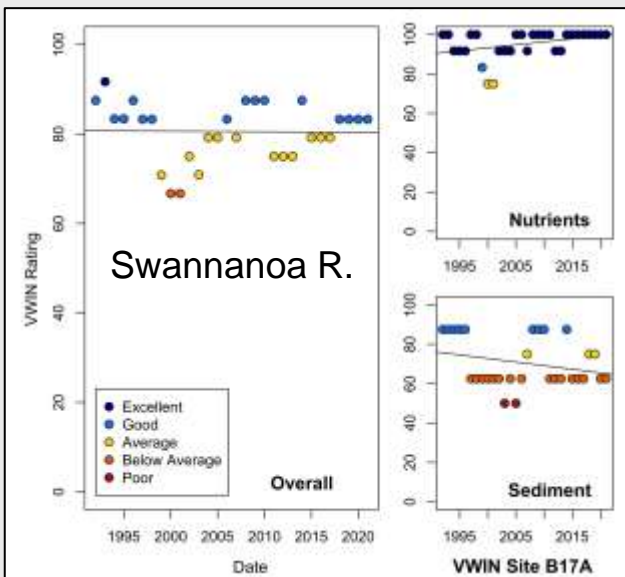 VWIN Rating
100
80
60
40
20
0
Swannanoa R.
Excellent
Good
Average
Below Average
Poor
Overall
1995 2000 2005 2010 2015 2020
Date
100
80
60
40
20
0
Nutrients
1995 2005 2015
100
80
60
40
20
0
Sediment
1995 2005 2015
VWIN Site B17A